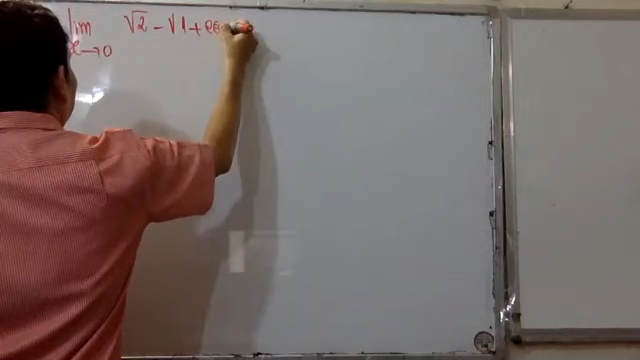 lim √2 - √1 + co
x→0